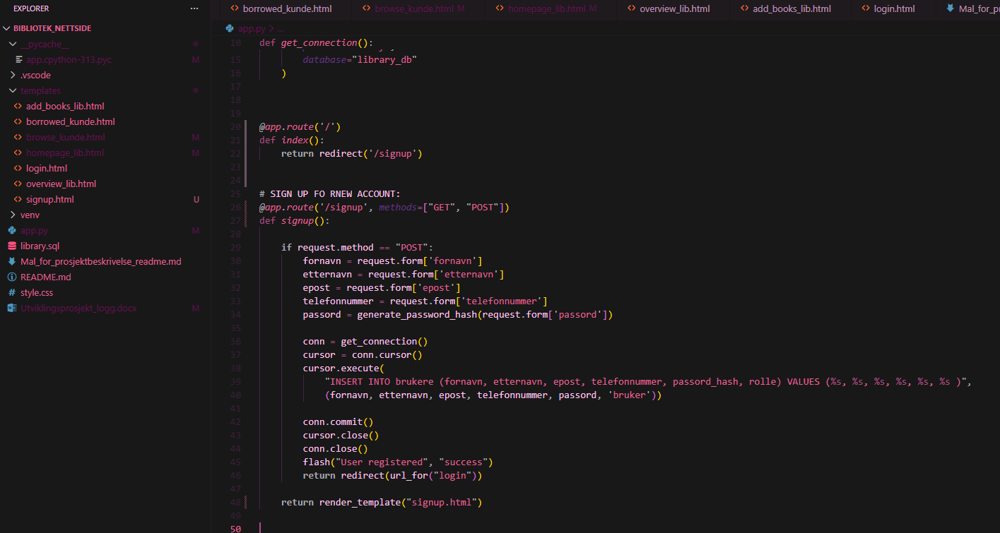 EXPLORER
···
borrowed_kunde.html
browse_kunde.html M
homepage_lib.html M
overview_lib.html
add_books_lib.html
login.html
Mal_for_pr
BIBLIOTEK_NETTSIDE
__pycache__
app.cpython-313.pyc M
.vscode
templates
add_books_lib.html
borrowed_kunde.html
browse_kunde.html M
homepage_lib.html M
login.html
overview_lib.html
signup.html U
venv
app.py M
library.sql
Mal_for_prosjektbeskrivelse_readme.md
README.md
style.css
Utviklingsprosjekt_logg.docx M
app.py > ...
10 def get_connection():
15 database="library_db"
16 )
17
18
19
20 @app.route('/')
21 def index():
22 return redirect('/signup')
23
24
25 # SIGN UP FO RNEW ACCOUNT:
26 @app.route('/signup', methods=["GET", "POST"])
27 def signup():
28
29 if request.method == "POST":
30 fornavn = request.form['fornavn']
31 etternavn = request.form['etternavn']
32 epost = request.form['epost']
33 telefonnummer = request.form['telefonnummer']
34 passord = generate_password_hash(request.form['passord'])
35
36 conn = get_connection()
37 cursor = conn.cursor()
38 cursor.execute(
39 "INSERT INTO brukere (fornavn, etternavn, epost, telefonnummer, passord_hash, rolle) VALUES (%s, %s, %s, %s, %s, %s )",
40 (fornavn, etternavn, epost, telefonnummer, passord, 'bruker'))
41
42 conn.commit()
43 cursor.close()
44 conn.close()
45 flash("User registered", "success")
46 return redirect(url_for("login"))
47
48 return render_template("signup.html")
49
50